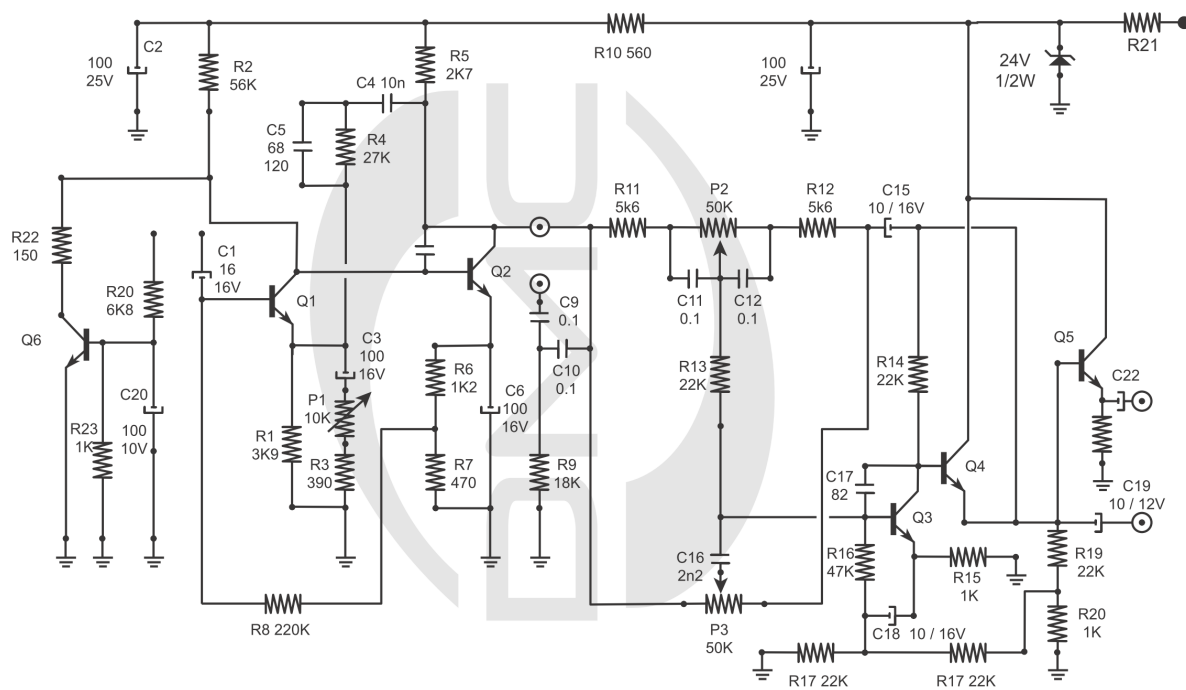 C2
100
25V
R2
56K
R5
2K7
C4 10n
R10 560
100
25V
24V
1/2W
R21
C5
68
120
R4
27K
R11
5k6
P2
50K
R12
5k6
C15
10 / 16V
R22
150
C1
16
16V
R20
6K8
Q1
Q2
C9
0.1
C11
0.1
C12
0.1
Q6
C3
100
16V
R6
1K2
C10
0.1
R13
22K
R14
22K
Q5
C22
C20
100
10V
P1
10K
C6
100
16V
R23
1K
R1
3K9
R3
390
R7
470
R9
18K
C17
82
Q4
C19
10 / 12V
Q3
C16
2n2
R16
47K
R15
1K
R19
22K
R8 220K
P3
50K
C18
10 / 16V
R20
1K
R17 22K
R17 22K